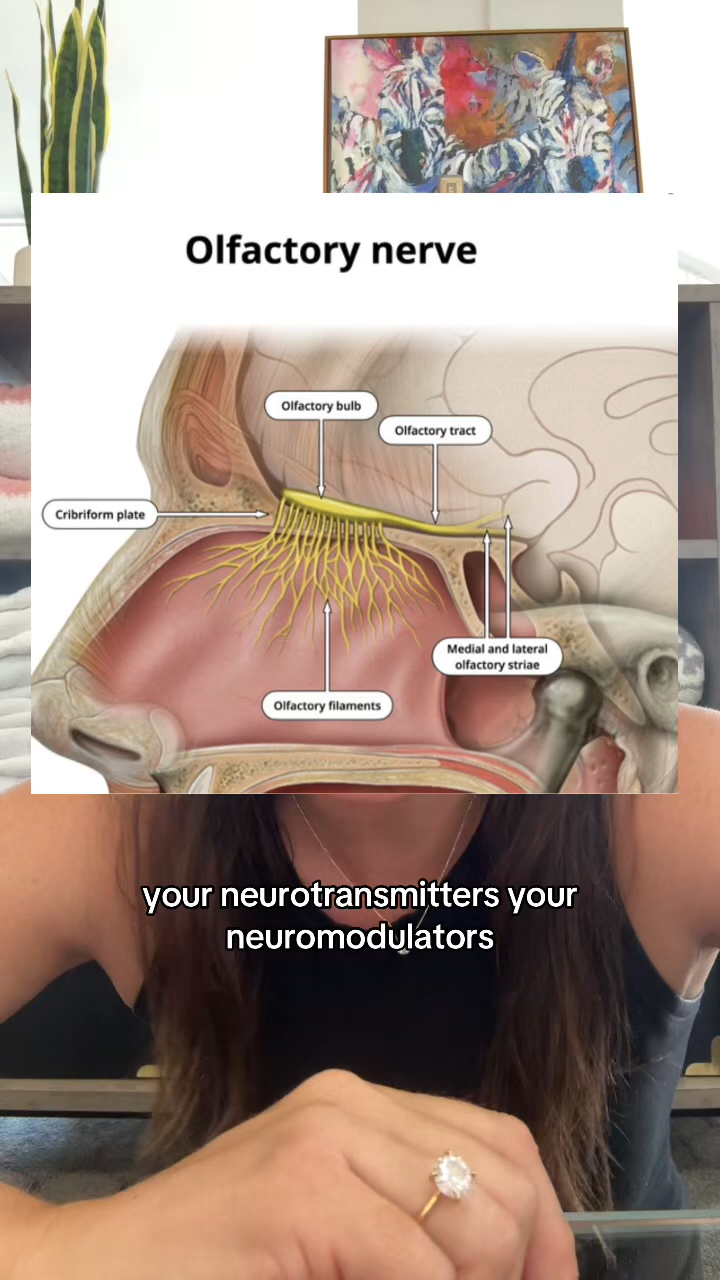 Olfactory nerve
Olfactory bulb
Olfactory tract
Cribriform plate
Medial and lateral
olfactory striae
Olfactory filaments
your neurotransmitters your
neuromodulators